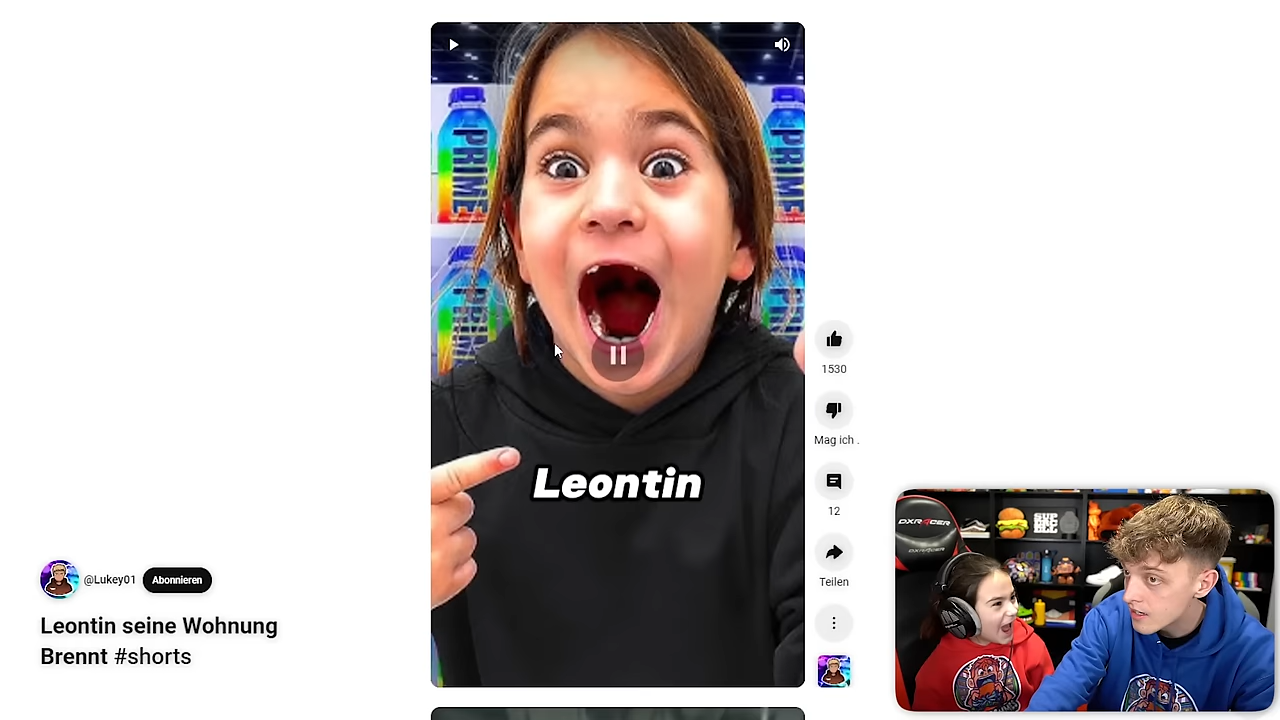 PRIME
PRIME
Leontin
1530
Mag ich .
12
Teilen
@Lukey01
Abonnieren
Leontin seine Wohnung
Brennt #shorts
DXRACER